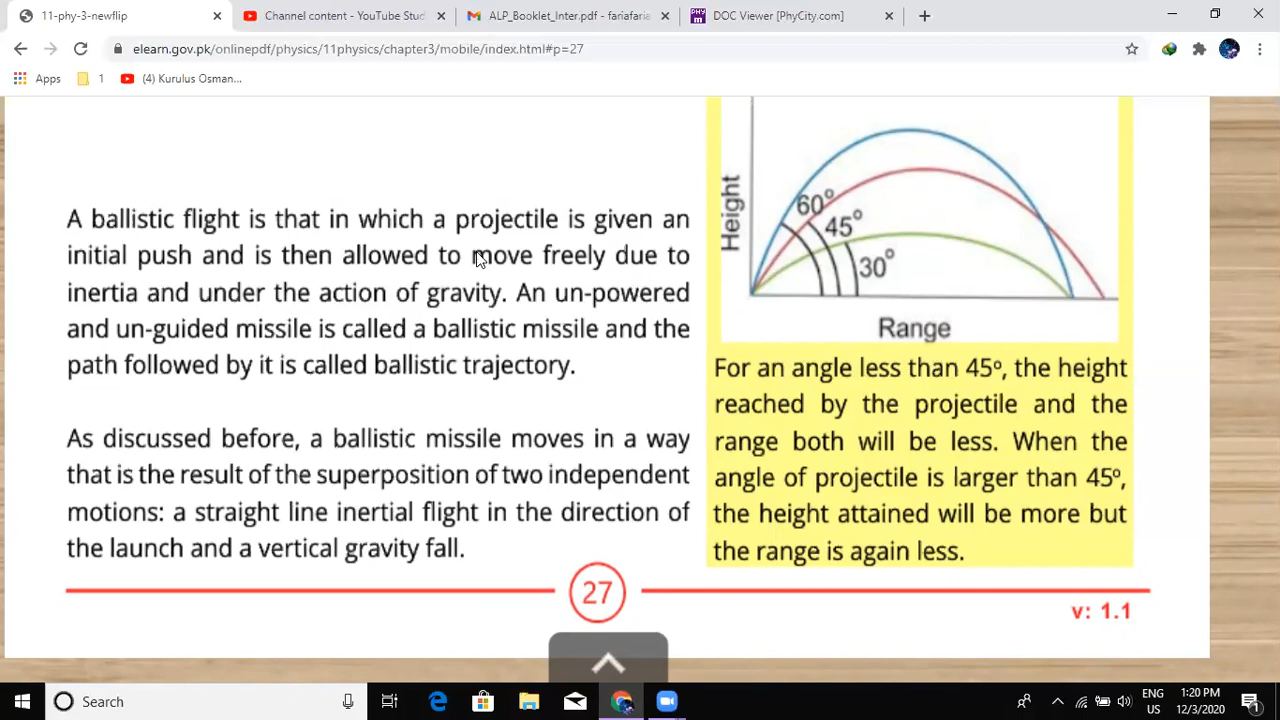 11-phy-3-newflip
Channel content - YouTube Stud
ALP_Booklet_Inter.pdf - fariafaria
DOC Viewer [PhyCity.com]
elearn.gov.pk/onlinepdf/physics/11physics/chapter3/mobile/index.html#p=27
Apps
1
(4) Kurulus Osman...
A ballistic flight is that in which a projectile is given an
initial push and is then allowed to move freely due to
inertia and under the action of gravity. An un-powered
and un-guided missile is called a ballistic missile and the
path followed by it is called ballistic trajectory.
As discussed before, a ballistic missile moves in a way
that is the result of the superposition of two independent
motions: a straight line inertial flight in the direction of
the launch and a vertical gravity fall.
Height
60°
45°
30°
Range
For an angle less than 45º, the height
reached by the projectile and the
range both will be less. When the
angle of projectile is larger than 45º,
the height attained will be more but
the range is again less.
27
v: 1.1
Search
ENG
US
1:20 PM
12/3/2020
1